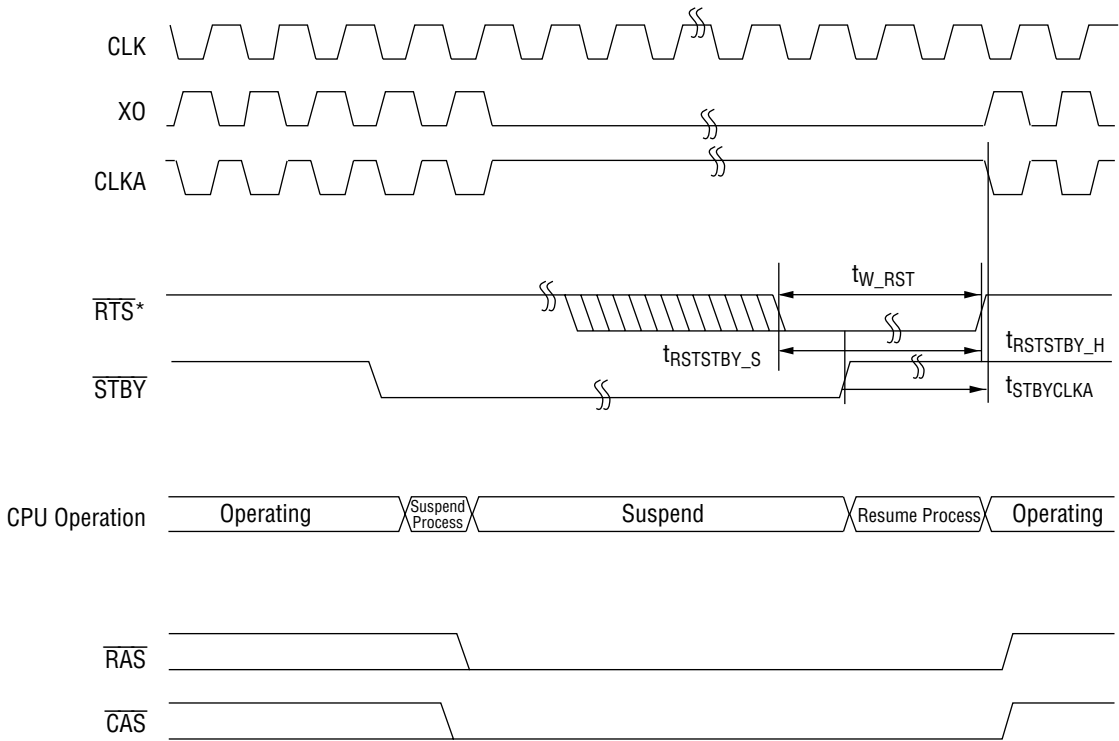 CLK
XO
CLKA
RTS*
tW_RST
tRSTSTBY_S
tRSTSTBY_H
STBY
tSTBYCLKA
CPU Operation
Operating
Suspend
Process
Suspend
Resume Process
Operating
RAS
CAS